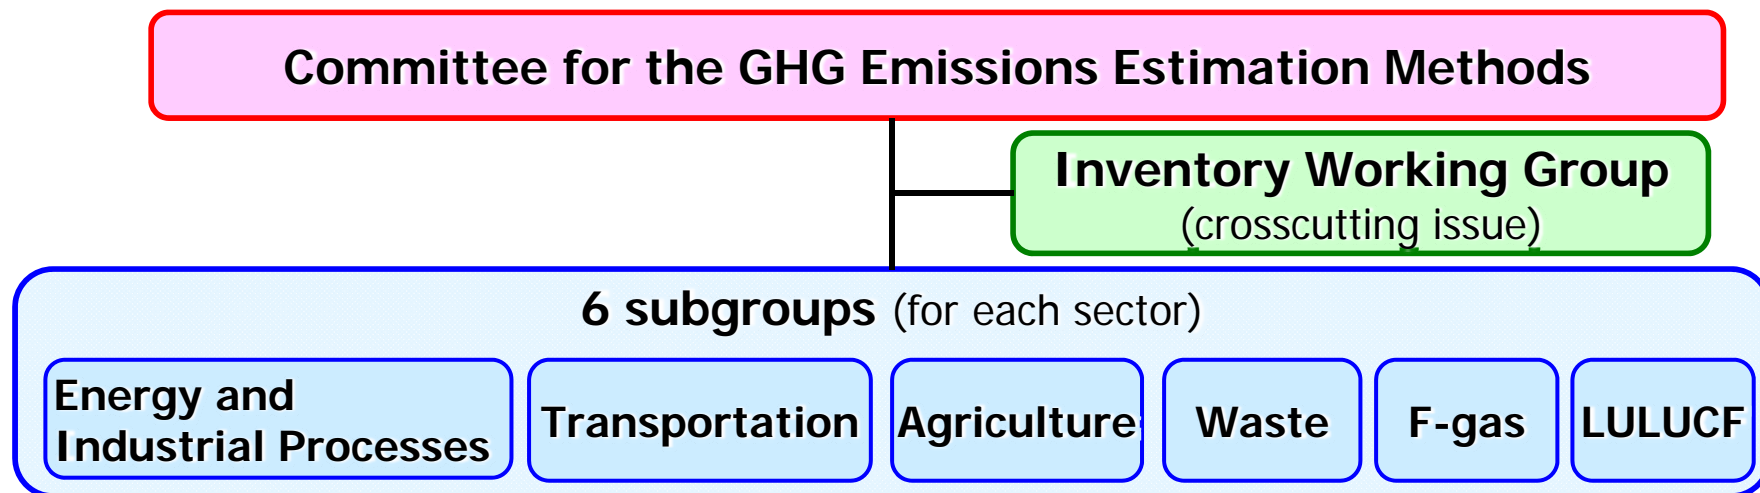 Committee for the GHG Emissions Estimation Methods
Inventory Working Group
(crosscutting issue)
6 subgroups (for each sector)
Energy and
Industrial Processes
Transportation
Agriculture
Waste
F-gas
LULUCF